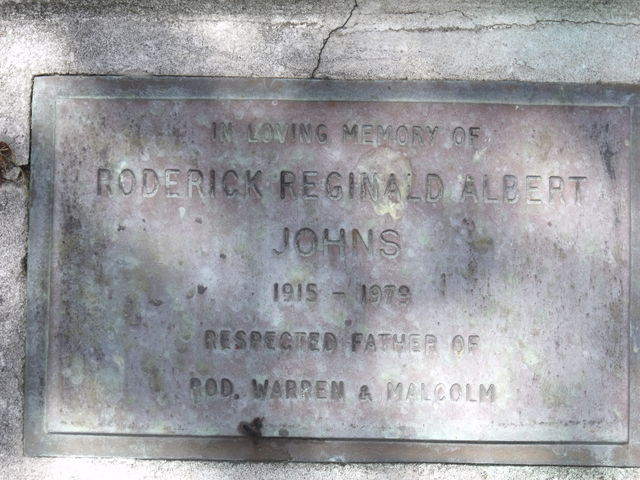 IN LOVING MEMORY OF
RODERICK REGINALD ALBERT
JOHNS
1915 - 1979
RESPECTED FATHER OF
ROD, WARREN & MALCOLM